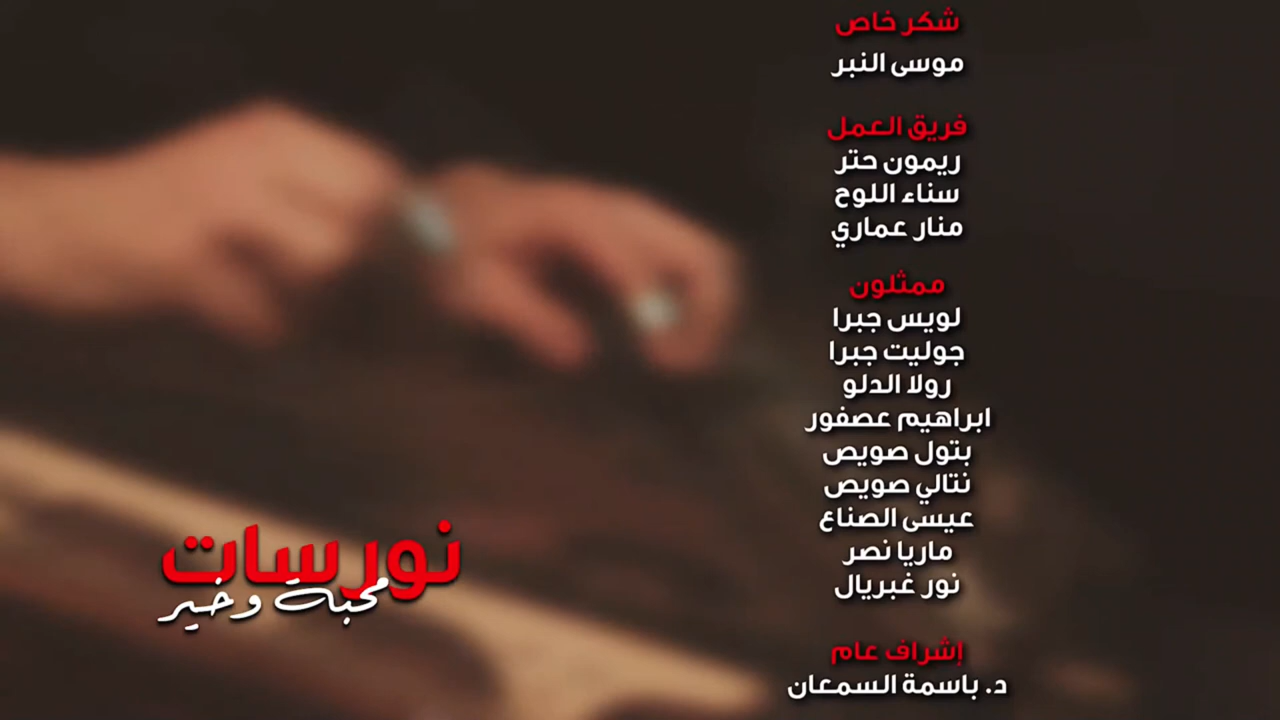 شكر خاص
موسى النبر
فريق العمل
ريمون حتر
سناء اللوح
منار عماري
ممثلون
لويس جبرا
جوليت جبرا
رولا الدلو
ابراهيم عصفور
بتول صويص
نتالي صويص
عيسى الصناع
ماريا نصر
نور غبريال
إشراف عام
د. باسمة السمعان
نورسات
محبة وخير